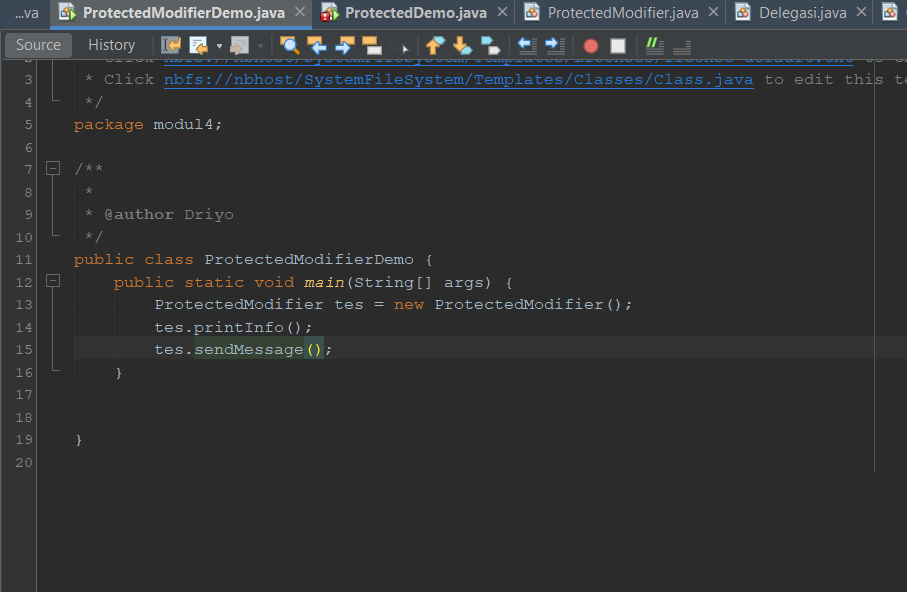 ...va ProtectedModifierDemo.java ProtectedDemo.java ProtectedModifier.java Delegasi.java
Source History
3 * Click nbfs://nbhost/SystemFileSystem/Templates/Classes/Class.java to edit this te
4 */
5 package modul4;
6
7 /**
8 *
9 * @author Driyo
10 */
11 public class ProtectedModifierDemo {
12 public static void main(String[] args) {
13 ProtectedModifier tes = new ProtectedModifier();
14 tes.printInfo();
15 tes.sendMessage();
16 }
17
18
19 }
20